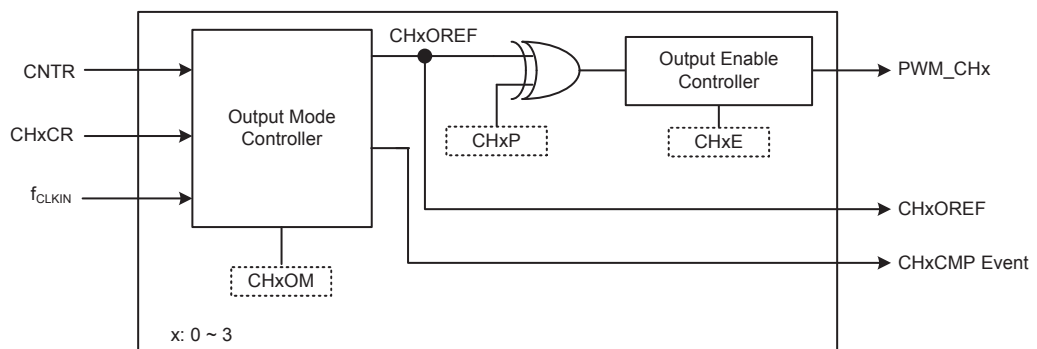 CHxOREF
CNTR
Output Enable
Controller
PWM_CHx
Output Mode
Controller
CHxCR
CHxP
CHxE
fCLKIN
CHxOREF
CHxCMP Event
CHxOM
x: 0 ~ 3